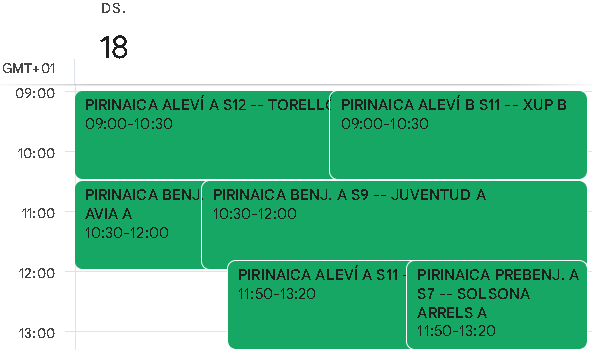 DS.
18
GMT+01
09:00
PIRINAICA ALEVÍ A S12 -- TORELLO
09:00-10:30
PIRINAICA ALEVÍ B S11 -- XUP B
09:00-10:30
10:00
PIRINAICA BENJ.
AVIA A
10:30-12:00
PIRINAICA BENJ. A S9 -- JUVENTUD A
10:30-12:00
11:00
PIRINAICA ALEVÍ A S11 -
11:50-13:20
PIRINAICA PREBENJ. A
S7 -- SOLSONA
ARRELS A
11:50-13:20
12:00
13:00